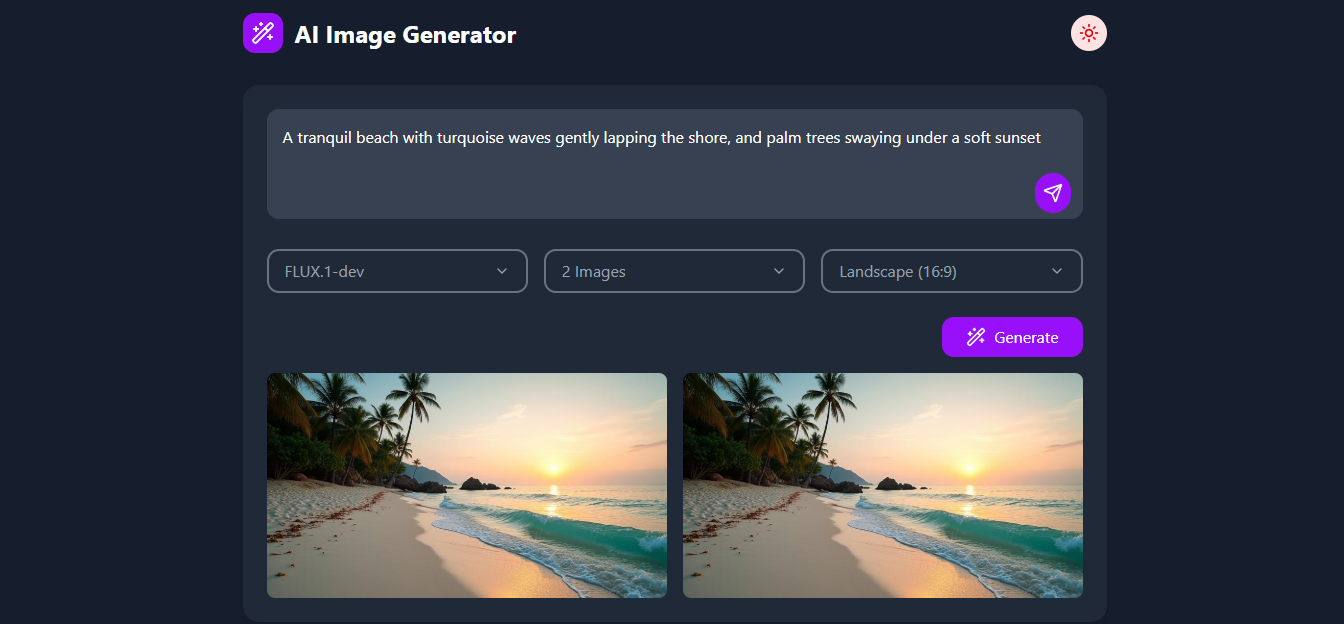 AI Image Generator
A tranquil beach with turquoise waves gently lapping the shore, and palm trees swaying under a soft sunset
FLUX.1-dev
2 Images
Landscape (16:9)
Generate